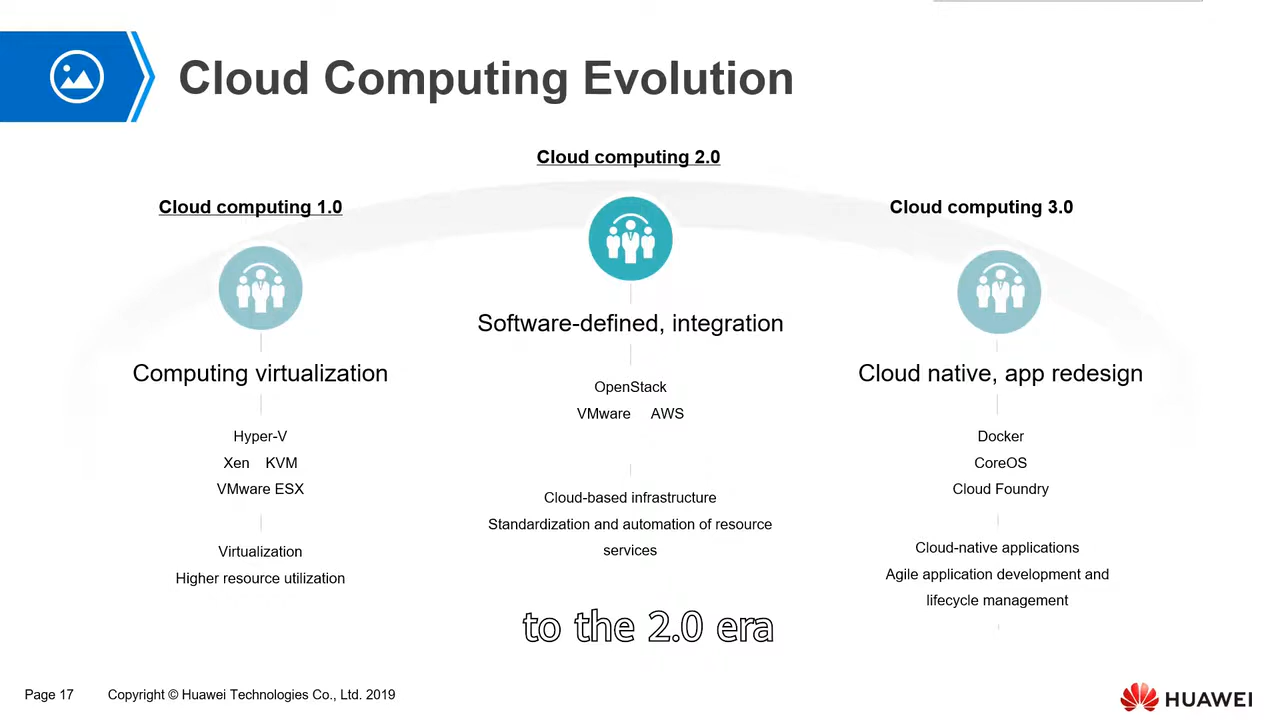 Cloud Computing Evolution
Cloud computing 1.0
Computing virtualization
Hyper-V
Xen KVM
VMware ESX
Virtualization
Higher resource utilization
Cloud computing 2.0
Software-defined, integration
OpenStack
VMware AWS
Cloud-based infrastructure
Standardization and automation of resource
services
Cloud computing 3.0
Cloud native, app redesign
Docker
CoreOS
Cloud Foundry
Cloud-native applications
Agile application development and
lifecycle management
to the 2.0 era
Page 17
Copyright © Huawei Technologies Co., Ltd. 2019
HUAWEI